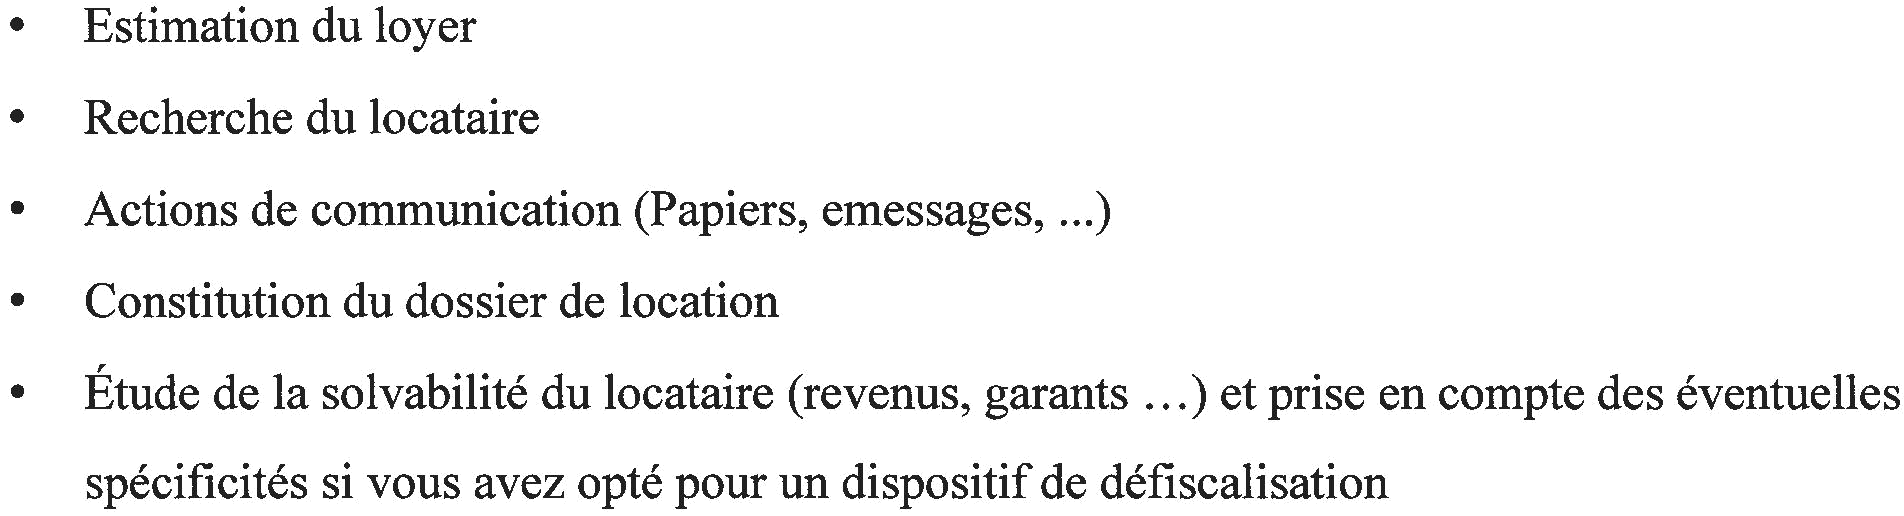 • Estimation du loyer
• Recherche du locataire
• Actions de communication (Papiers, emessages, ...)
• Constitution du dossier de location
• Étude de la solvabilité du locataire (revenus, garants …) et prise en compte des éventuelles
spécificités si vous avez opté pour un dispositif de défiscalisation